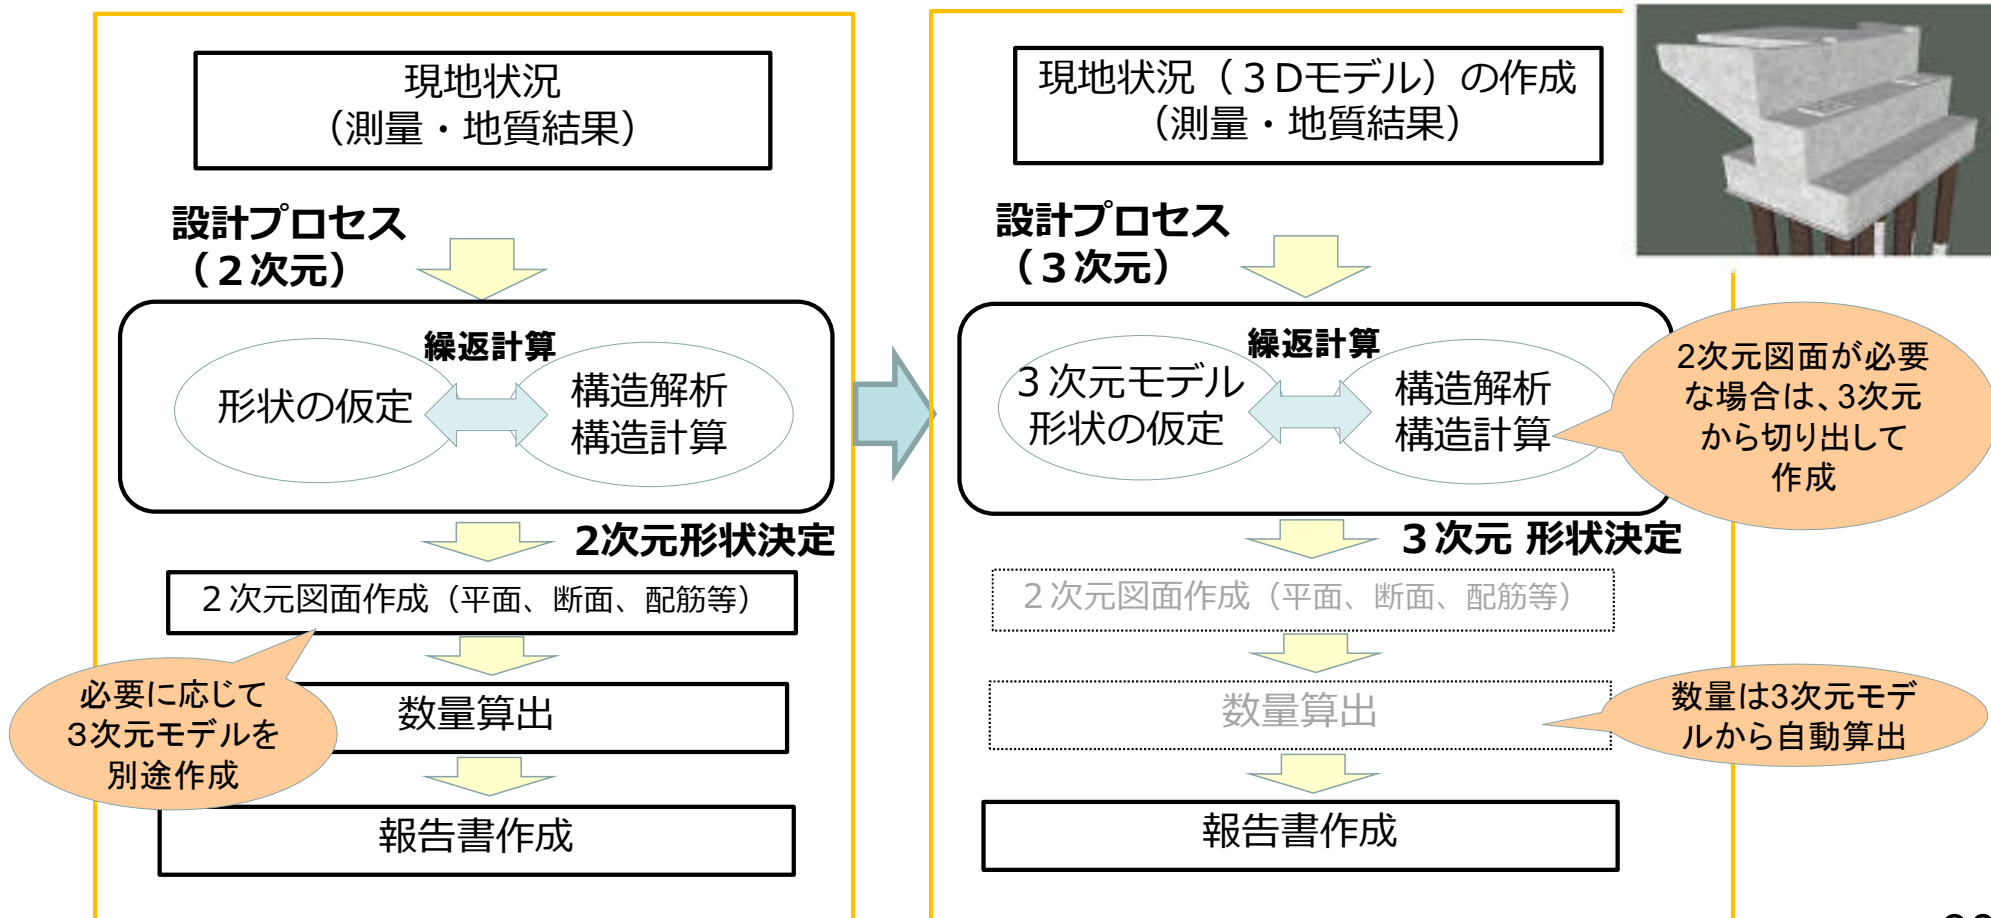 現地状況
（測量・地質結果）
設計プロセス
（２次元）
繰返計算
形状の仮定
構造解析
構造計算
2次元形状決定
２次元図面作成（平面、断面、配筋等）
必要に応じて
3次元モデルを
別途作成
数量算出
報告書作成
現地状況（３Dモデル）の作成
（測量・地質結果）
設計プロセス
（３次元）
繰返計算
３次元モデル
形状の仮定
構造解析
構造計算
2次元図面が必要
な場合は、3次元
から切り出して
作成
３次元 形状決定
２次元図面作成（平面、断面、配筋等）
数量算出
数量は3次元モデ
ルから自動算出
報告書作成